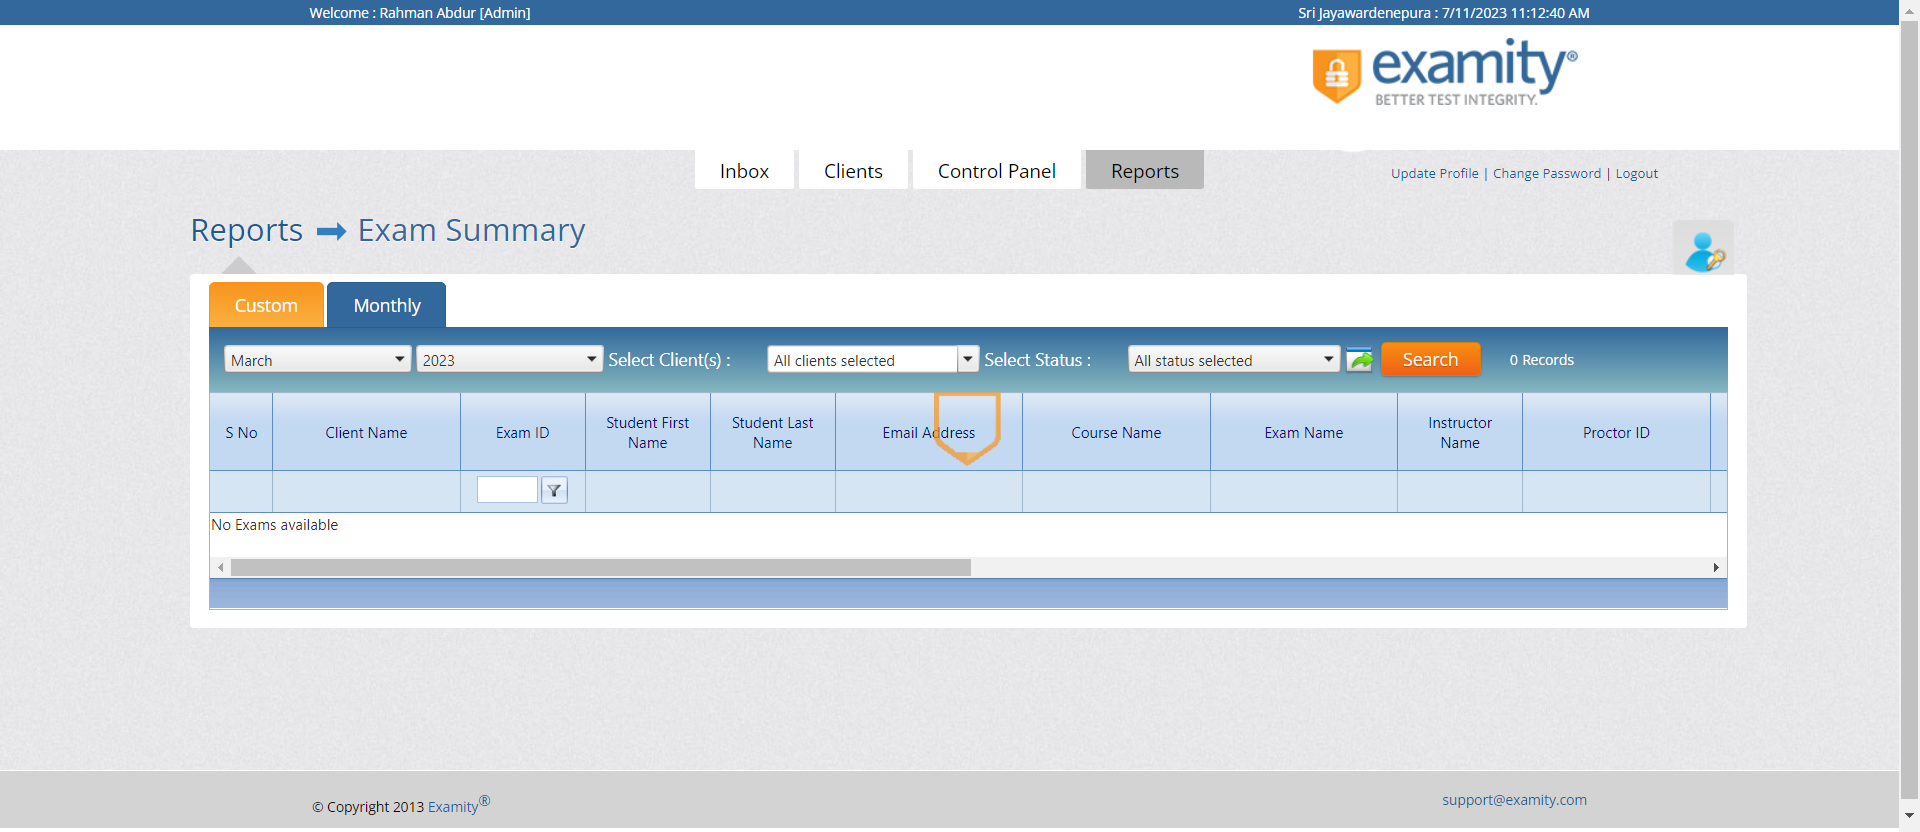 Welcome : Rahman Abdur [Admin]
Sri Jayawardenepura : 7/11/2023 11:12:40 AM
examity®
BETTER TEST INTEGRITY.
Inbox
Clients
Control Panel
Reports
Update Profile | Change Password | Logout
Reports
Exam Summary
Custom
Monthly
March
2023
Select Client(s) :
All clients selected
Select Status :
All status selected
Search
0 Records
S No
Client Name
Exam ID
Student First
Name
Student Last
Name
Email Address
Course Name
Exam Name
Instructor
Name
Proctor ID
No Exams available
© Copyright 2013 Examity®
support@examity.com